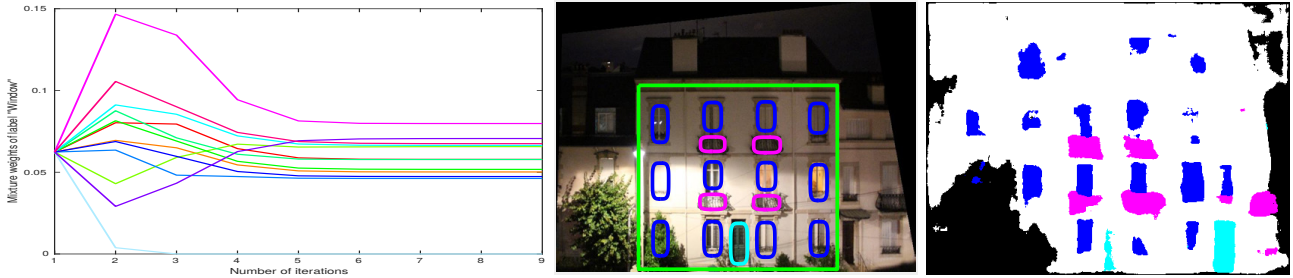 0.15
0.1
0.05
0
Mixture weights of label "Window"
1 2 3 4 5 6 7 8 9
Number of iterations